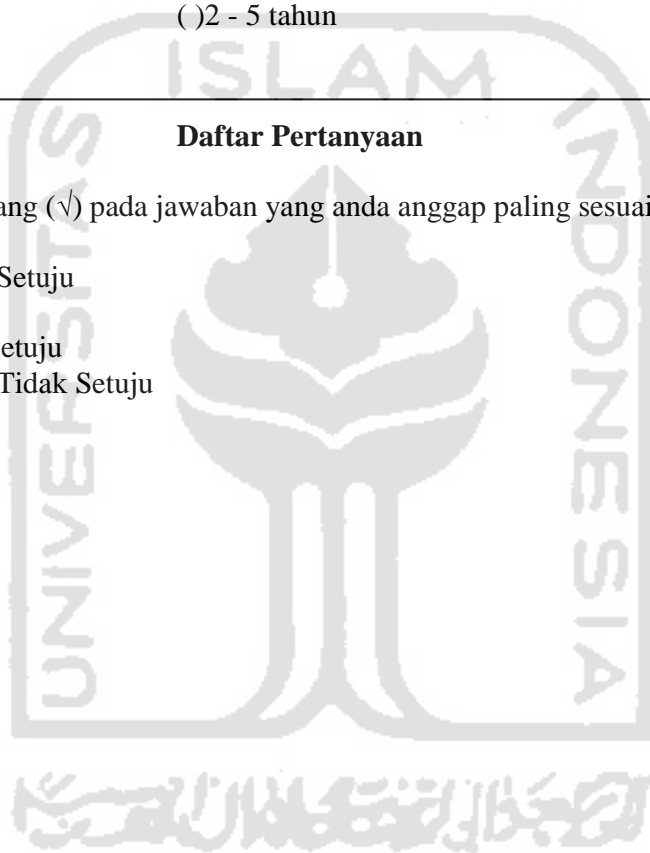 ( )2 - 5 tahun
Daftar Pertanyaan
ang (√) pada jawaban yang anda anggap paling sesuai
Setuju
etuju
Tidak Setuju
UNIVERSITAS
ISLAM
INDONESIA